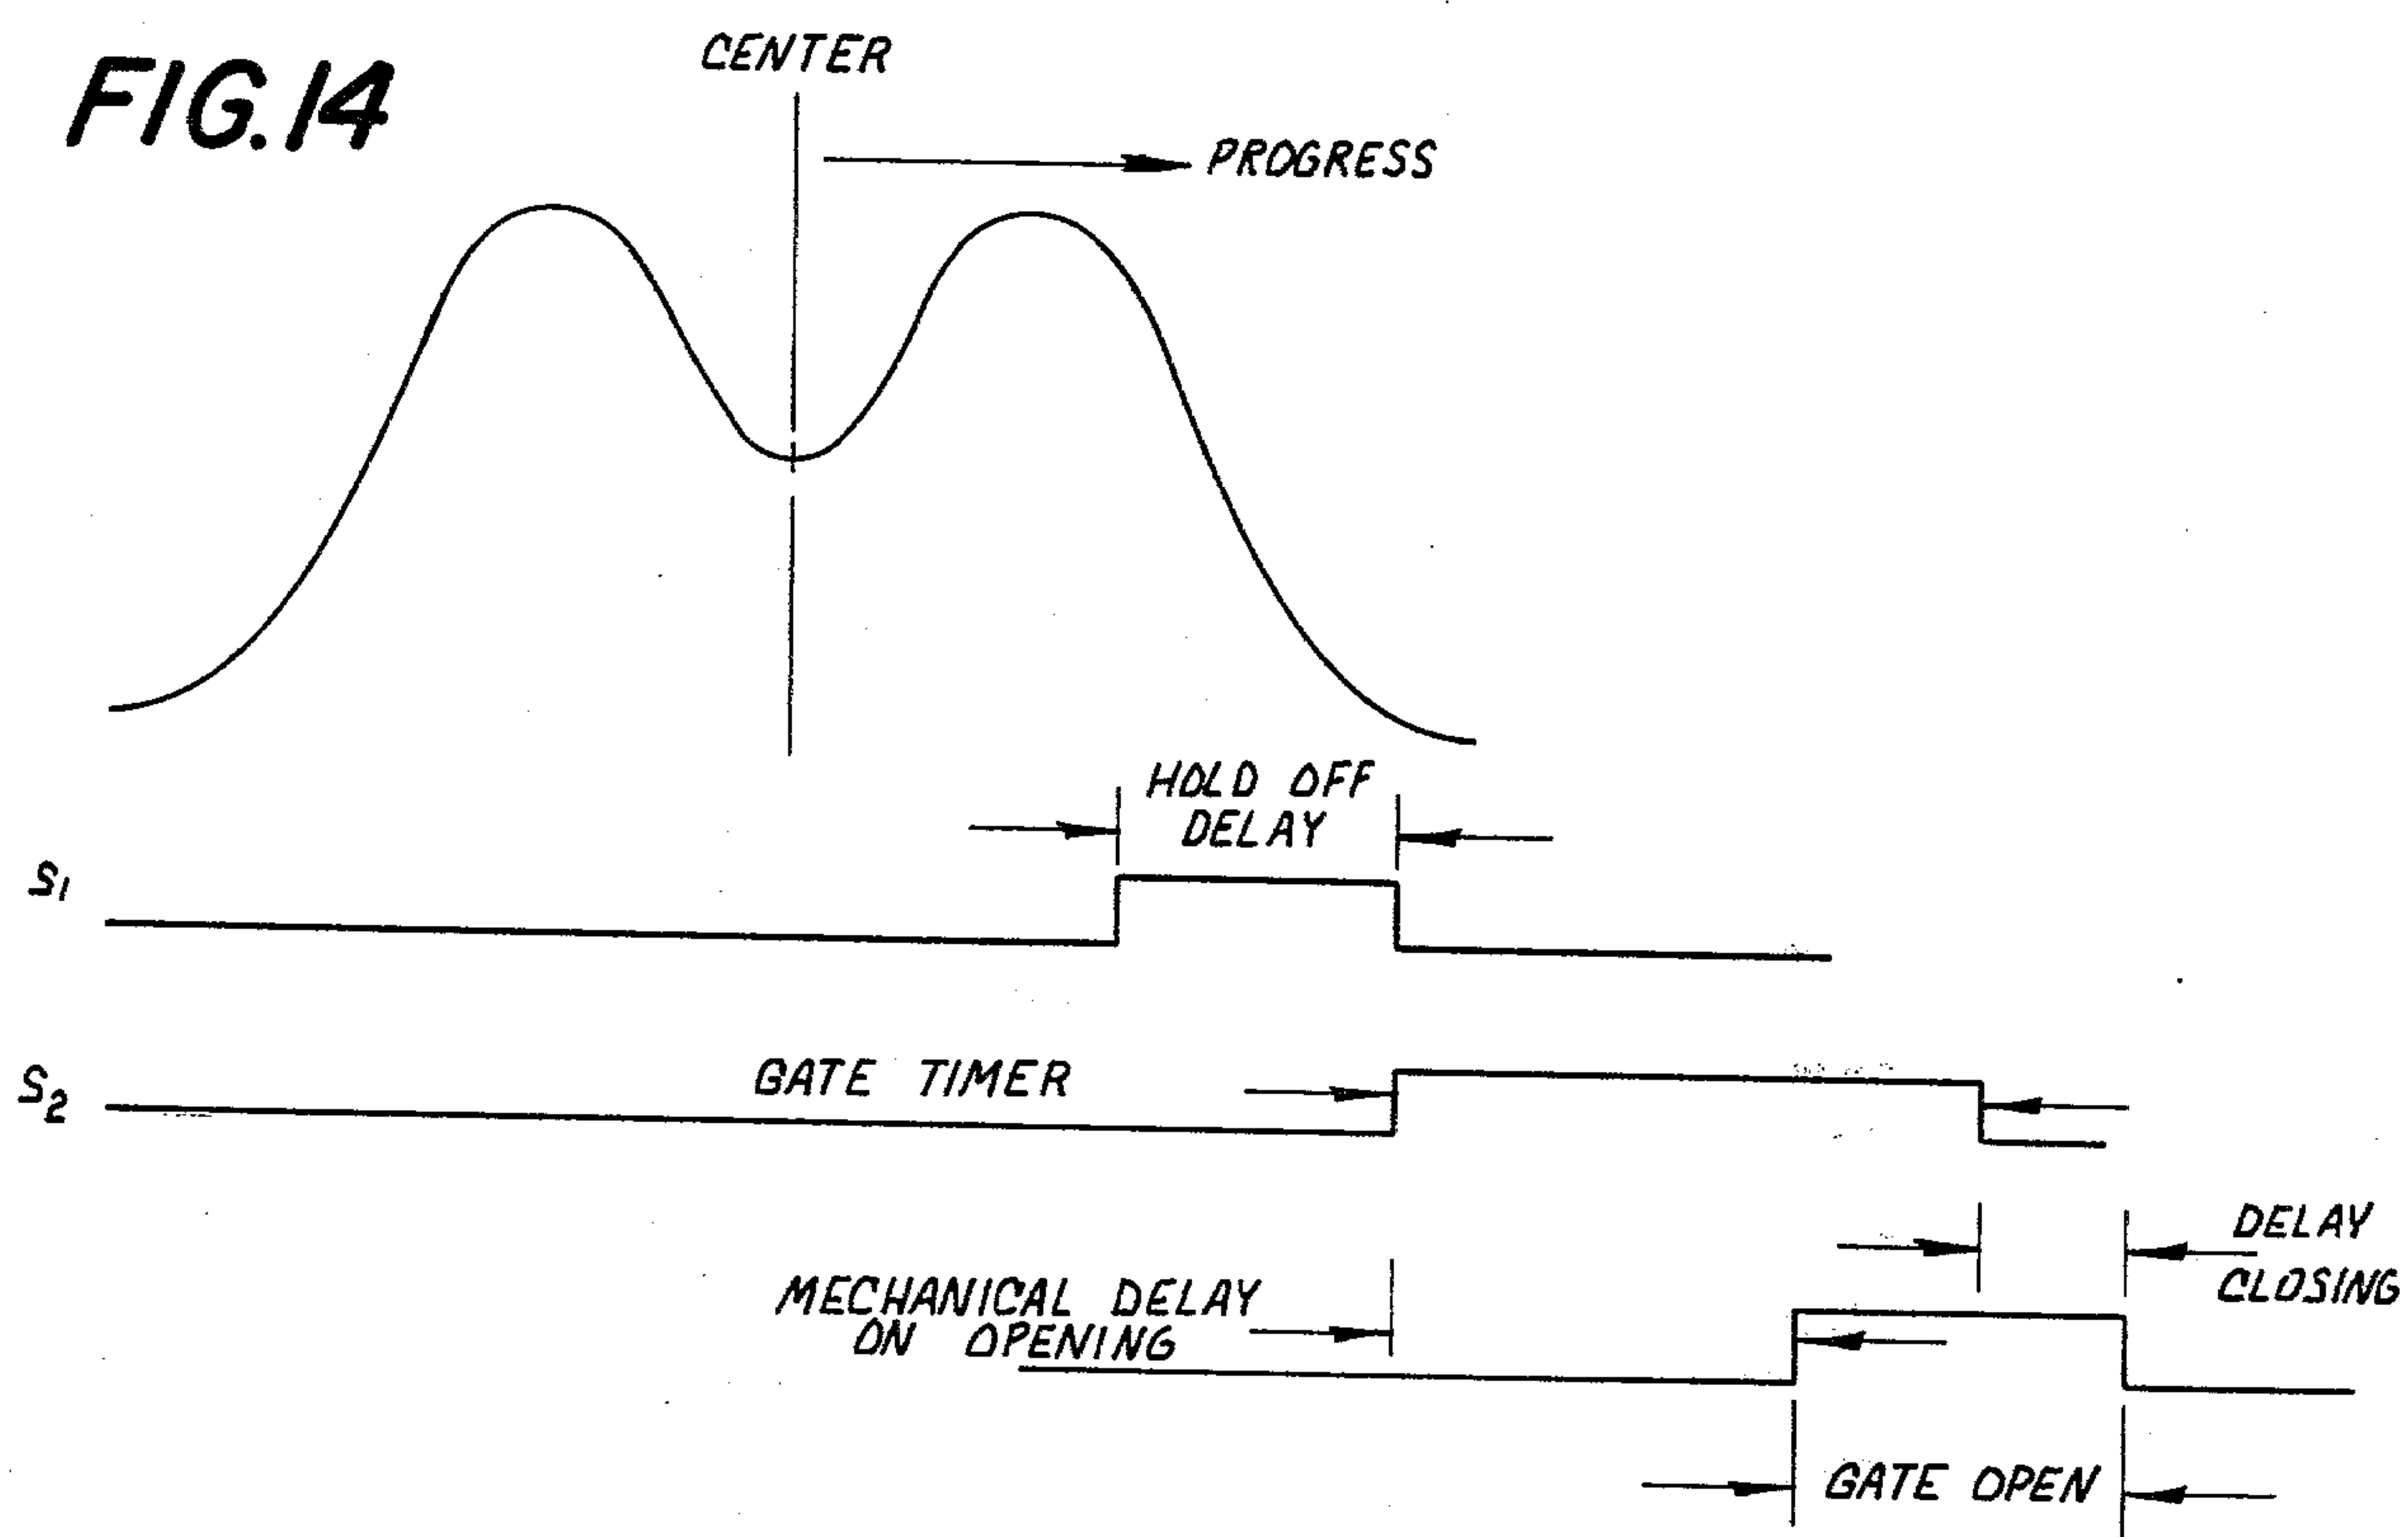 FIG.14
CENTER
PROGRESS
HOLD OFF
DELAY
S1
S2
GATE TIMER
DELAY
CLOSING
MECHANICAL DELAY
ON OPENING
GATE OPEN